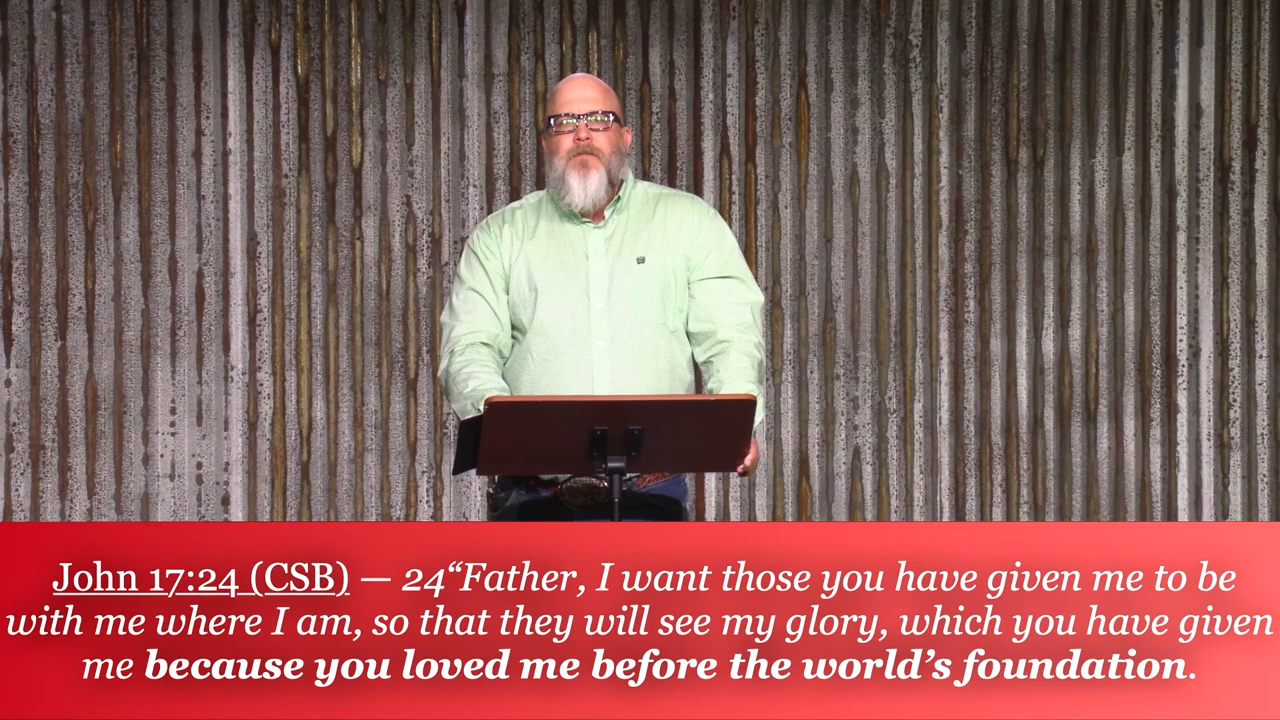 John 17:24 (CSB) — 24“Father, I want those you have given me to be
with me where I am, so that they will see my glory, which you have given
me because you loved me before the world’s foundation.